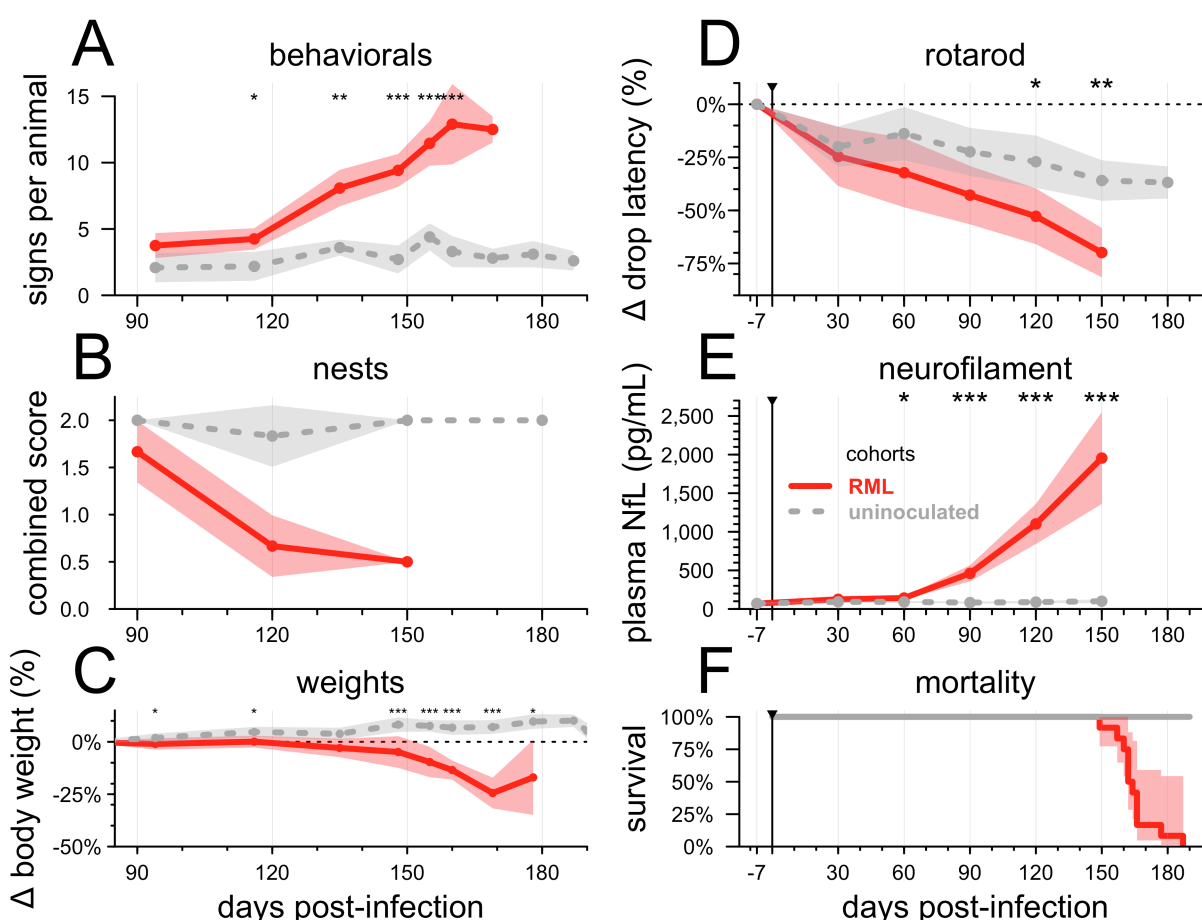 A
behaviorals
signs per animal
15
10
5
0
* ** *** *** ***
90 120 150 180
B
nests
combined score
2.0
1.5
1.0
0.5
0.0
90 120 150 180
C
weights
Δ body weight (%)
* * *** *** *** *** *
0%
-25%
-50%
90 120 150 180
days post-infection
D
rotarod
Δ drop latency (%)
* **
0%
-25%
-50%
-75%
-7 30 60 90 120 150 180
E
neurofilament
plasma NfL (pg/mL)
* *** *** ***
2,500
2,000
1,500
1,000
500
0
cohorts
RML
uninoculated
-7 30 60 90 120 150 180
F
mortality
survival
100%
75%
50%
25%
0%
-7 30 60 90 120 150 180
days post-infection